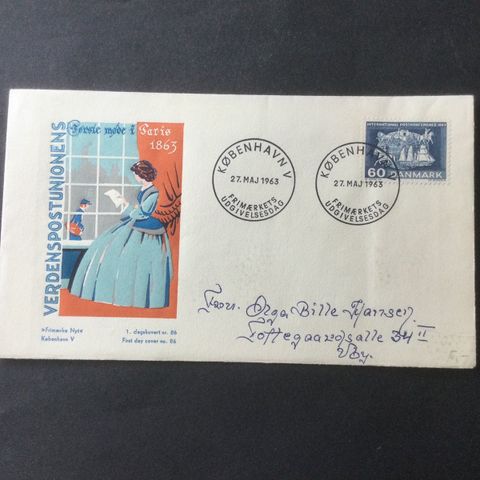 VERDENSPOSTUNIONENS
Første møde i
Paris
1863
»Frimærke Nyt«
København V
1. dagskuvert nr. 86
First day cover no. 86
KØBENHAVN V
27. MAJ 1963
FRIMÆRKETS
UDGIVELSESDAG
KØBENHAVN
27. MAJ 1963
FRIMÆRKETS
UDGIVELSESDAG
INTERNATIONAL POSTKONFERENCE 1863
60 DANMARK
Olga Bille Hansen
34 II
Vby.
5,-